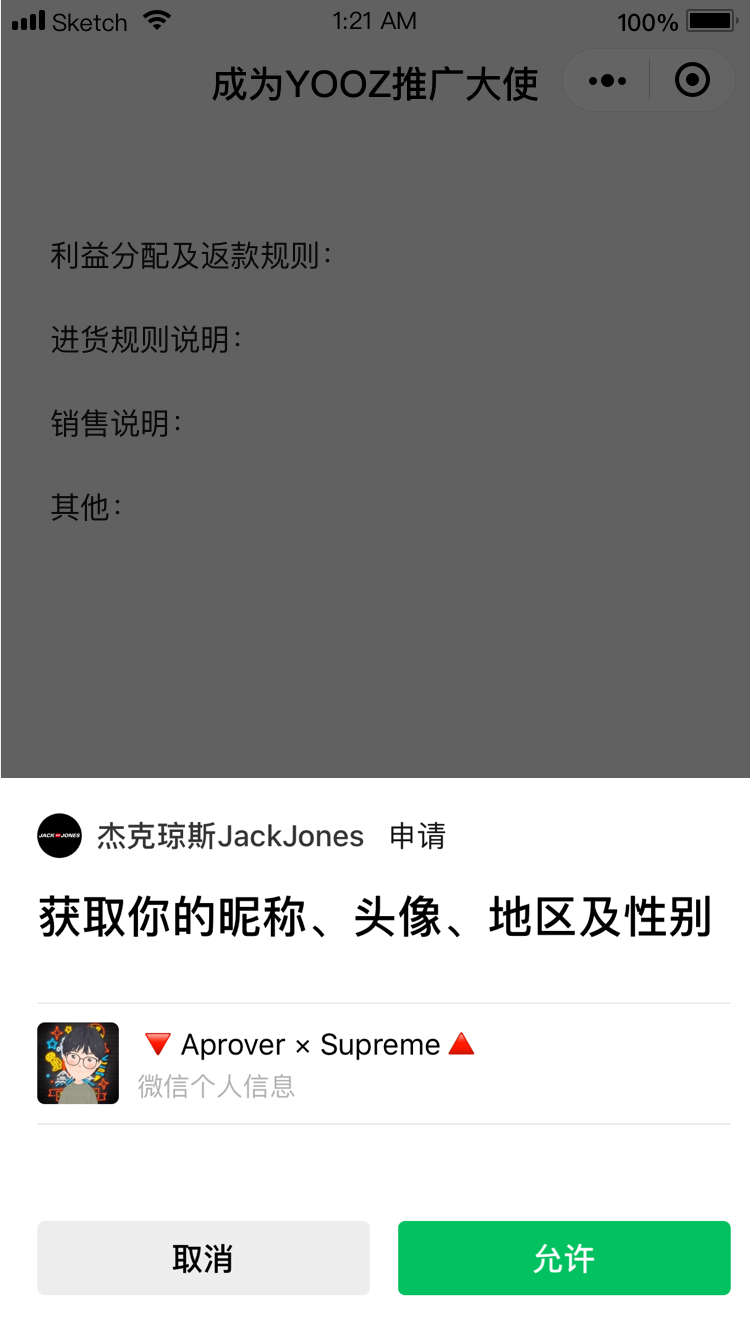 Sketch 1:21 AM 100%
成为YOOZ推广大使
利益分配及返款规则：
进货规则说明：
销售说明：
其他：
JACK JONES 杰克琼斯JackJones 申请
获取你的昵称、头像、地区及性别
🔻 Aprover × Supreme 🔺
微信个人信息
取消 允许